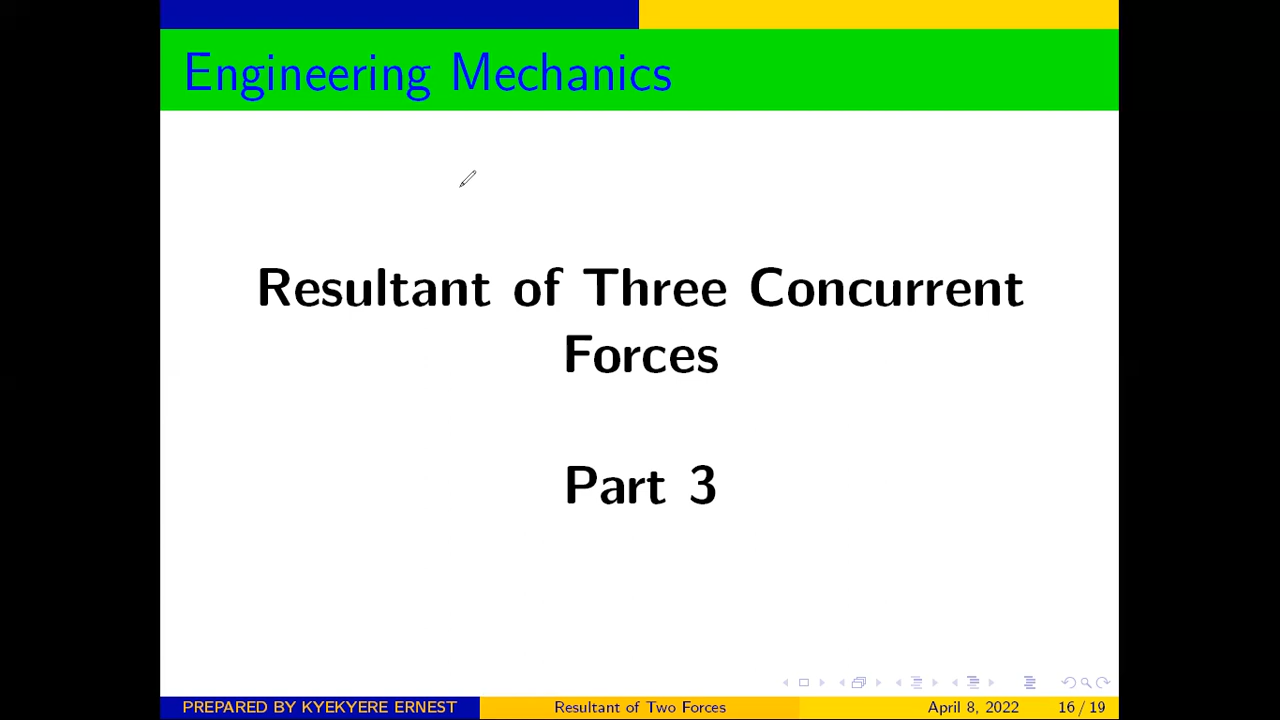 Engineering Mechanics
Resultant of Three Concurrent
Forces
Part 3
PREPARED BY KYEKYERE ERNEST
Resultant of Two Forces
April 8, 2022
16 / 19